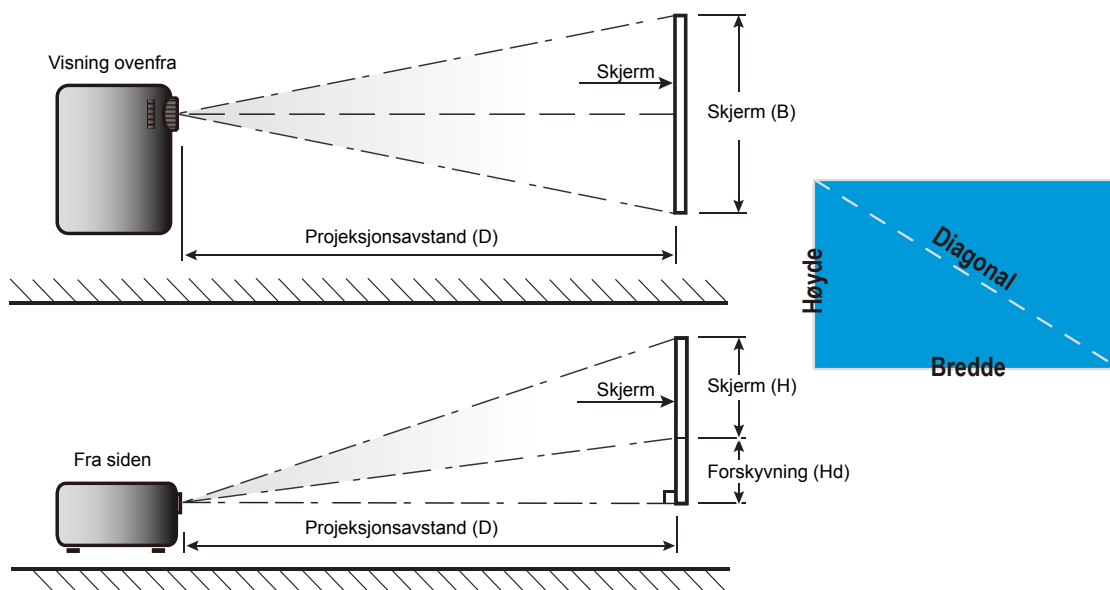 Visning ovenfra
Skjerm
Skjerm (B)
Projeksjonsavstand (D)
Høyde
Diagonal
Bredde
Skjerm
Skjerm (H)
Fra siden
Forskyvning (Hd)
Projeksjonsavstand (D)